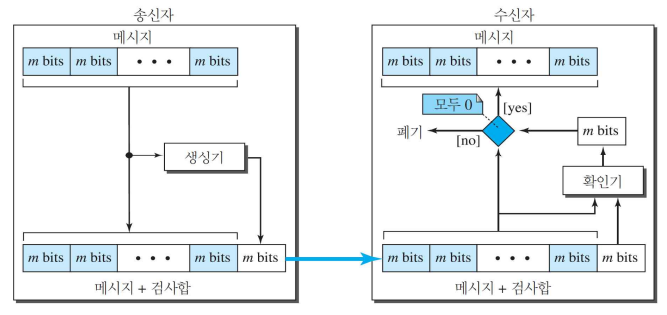 송신자
메시지
m bits m bits • • • m bits
생성기
m bits m bits • • • m bits m bits
메시지 + 검사합
수신자
메시지
m bits m bits • • • m bits
모두 0
[yes]
폐기
[no]
m bits
확인기
m bits m bits • • • m bits m bits
메시지 + 검사합